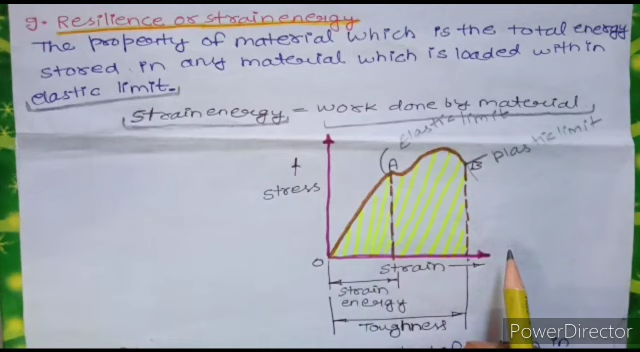 9. Resilience or strain energy
The property of material which is the total energy
stored in any material which is loaded with in
elastic limit.
Strain energy = work done by material
Elastic limit
A
B
plastic limit
↑
Stress
O
Strain →
Strain
energy
Toughness
PowerDirector